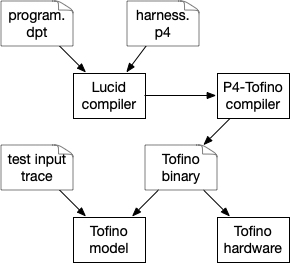 program.
dpt
harness.
p4
Lucid
compiler
P4-Tofino
compiler
test input
trace
Tofino
binary
Tofino
model
Tofino
hardware